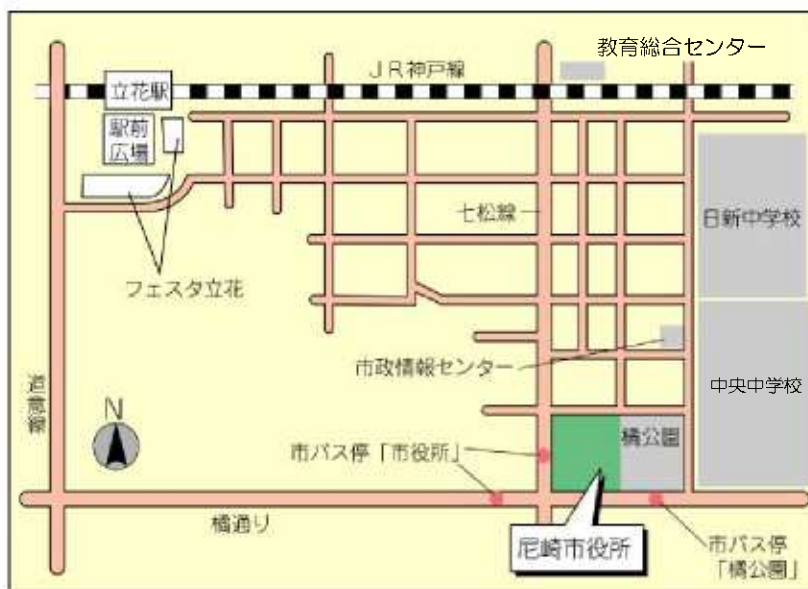 教育総合センター
JR神戸線
立花駅
駅前
広場
七松線
日新中学校
フェスタ立花
市政情報センター
道意線
中央中学校
N
橘公園
市バス停「市役所」
橘通り
尼崎市役所
市バス停
「橘公園」